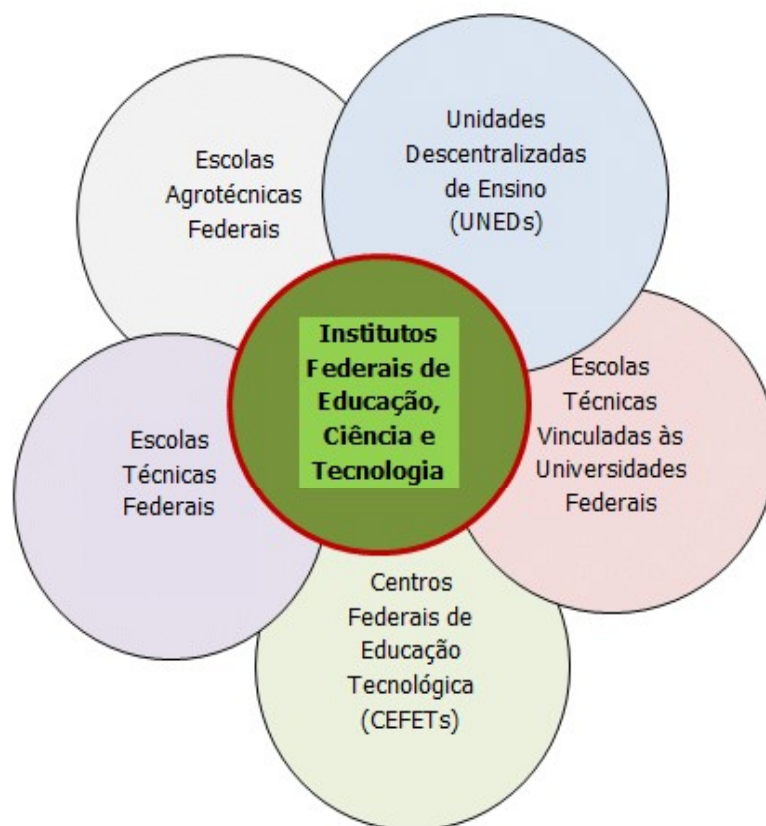 Unidades
Descentralizadas
de Ensino
(UNEDs)
Escolas
Agrotécnicas
Federais
Institutos
Federais de
Educação,
Ciência e
Tecnologia
Escolas
Técnicas
Vinculadas às
Universidades
Federais
Escolas
Técnicas
Federais
Centros
Federais de
Educação
Tecnológica
(CEFETs)